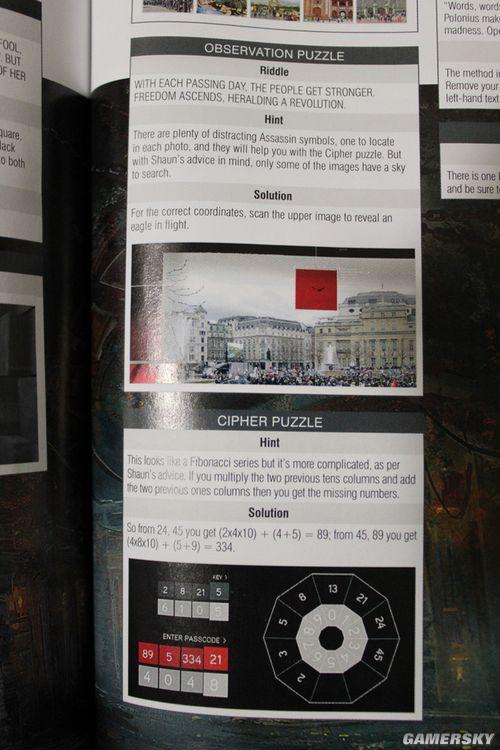 FOOL,
BUT
OF HER
quare.
lack
to both
OBSERVATION PUZZLE
Riddle
WITH EACH PASSING DAY, THE PEOPLE GET STRONGER.
FREEDOM ASCENDS, HERALDING A REVOLUTION.
Hint
There are plenty of distracting Assassin symbols, one to locate
in each photo, and they will help you with the Cipher puzzle. But
with Shaun's advice in mind, only some of the images have a sky
to search.
Solution
For the correct coordinates, scan the upper image to reveal an
eagle in flight.
CIPHER PUZZLE
Hint
This looks like a Fibonacci series but it's more complicated, as per
Shaun's advice. If you multiply the two previous tens columns and add
the two previous ones columns then you get the missing numbers.
Solution
So from 24, 45 you get (2x4x10) + (4+5) = 89; from 45, 89 you get
(4x8x10) + (5+9) = 334.
KEY >
2 8 21 5
6 1 0 5
ENTER PASSCODE >
89 5 334 21
4 0 4 8
2 3 5 8 13 21 24 45
"Words, words
Polonius mak
madness. Ope
The method i
Remove your
left-hand text
There is one l
and be sure t
GAMERSKY